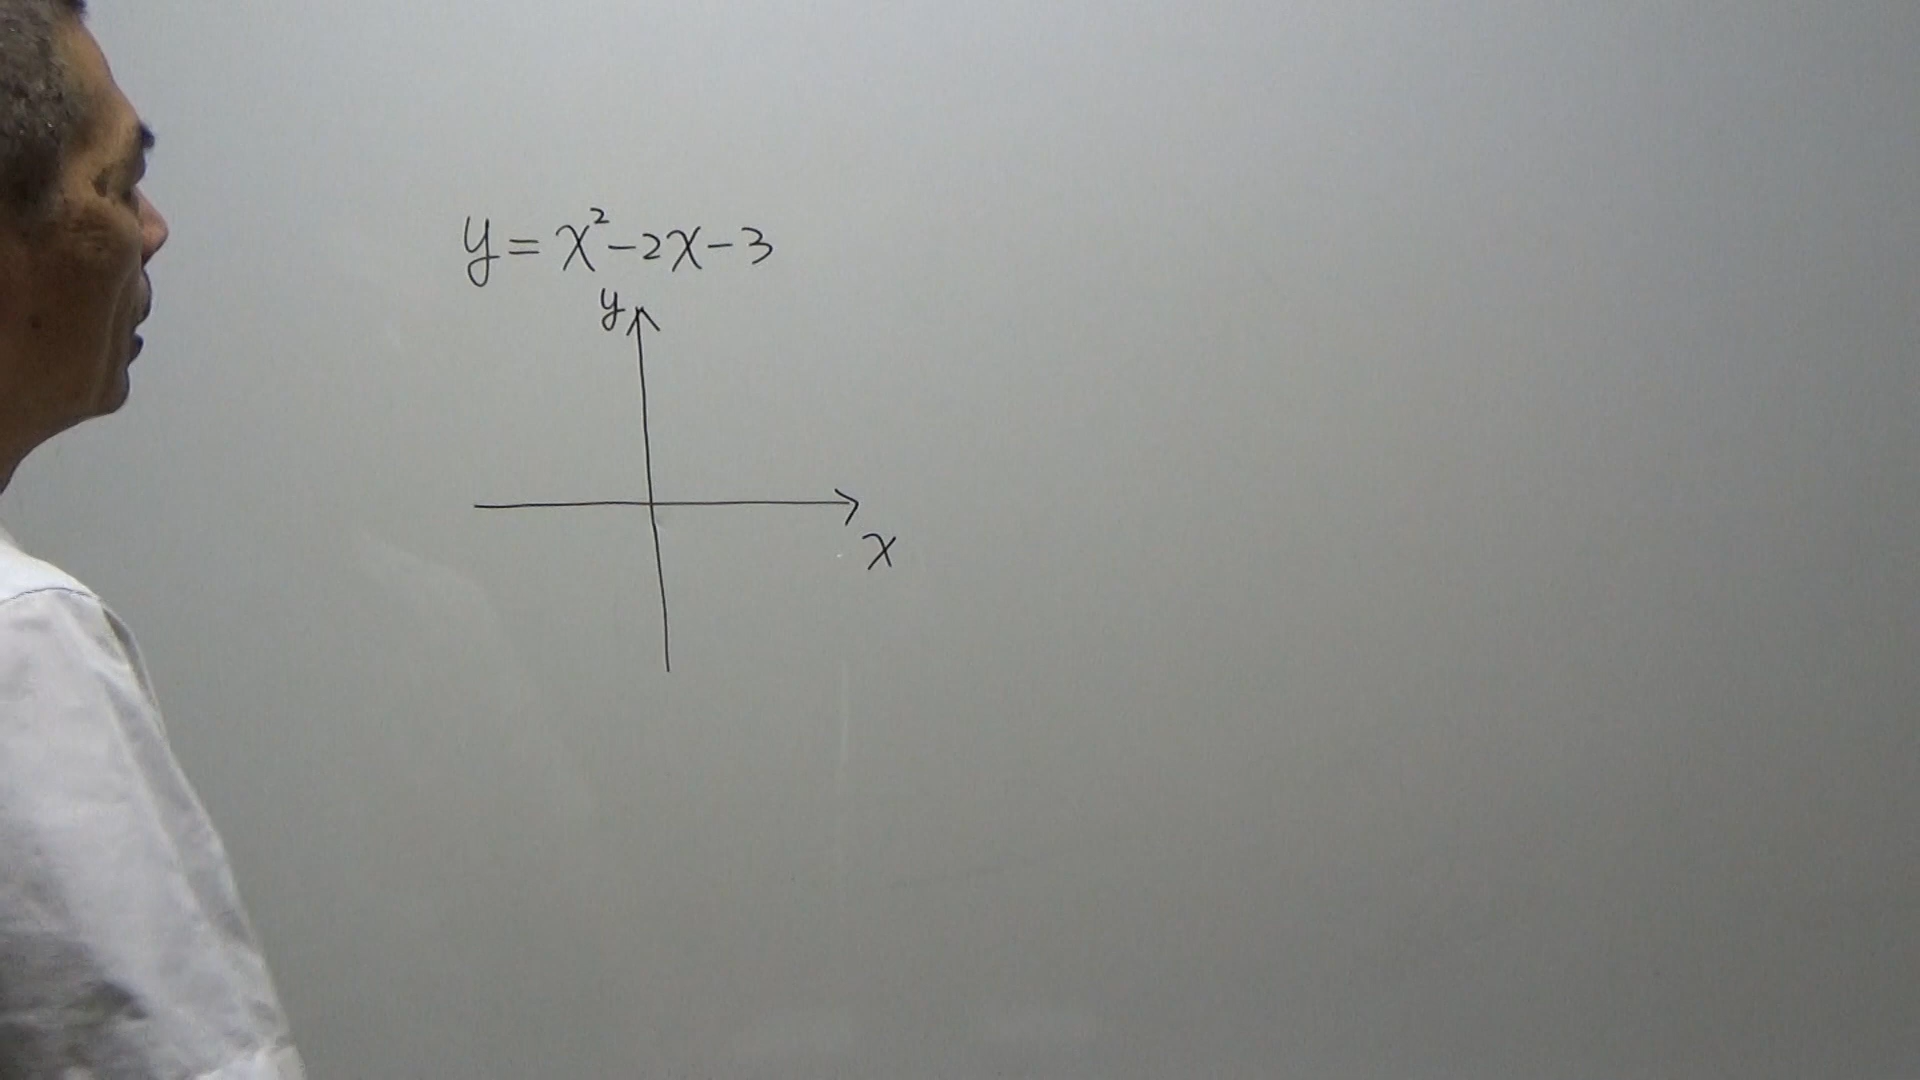 y = x² - 2x - 3
y
x